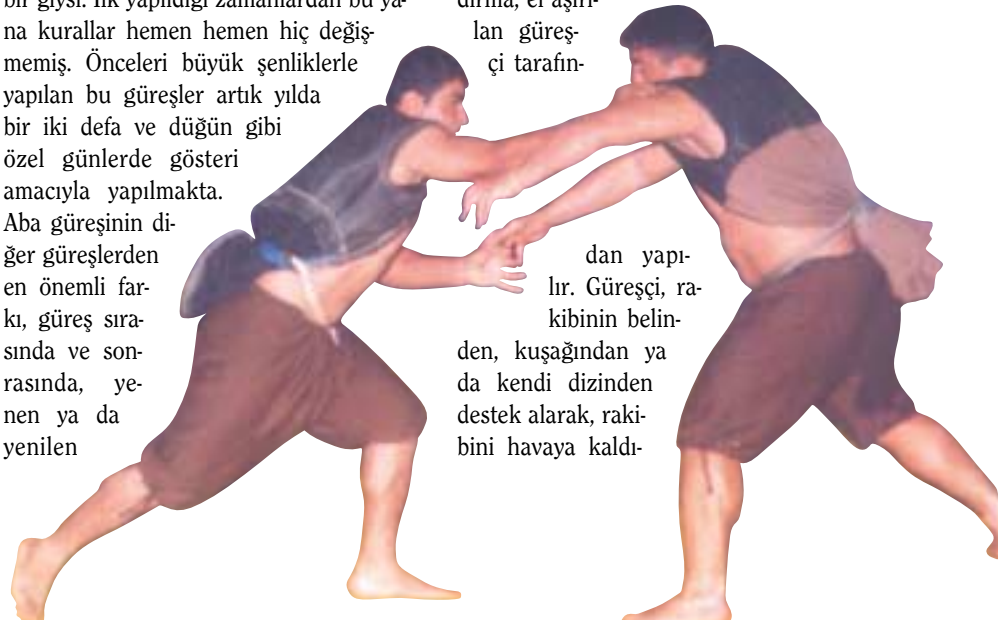 bir giysi. İlk yapıldığı zamanlardan bu ya-
na kurallar hemen hemen hiç değiş-
memiş. Önceleri büyük şenliklerle
yapılan bu güreşler artık yılda
bir iki defa ve düğün gibi
özel günlerde gösteri
amacıyla yapılmakta.
Aba güreşinin di-
ğer güreşlerden
en önemli far-
kı, güreş sıra-
sında ve son-
rasında, ye-
nen ya da
yenilen
dırma, el aşırı-
lan güreş-
çi tarafın-
dan yapı-
lır. Güreşçi, ra-
kibinin belin-
den, kuşağından ya
da kendi dizinden
destek alarak, raki-
bini havaya kaldı-